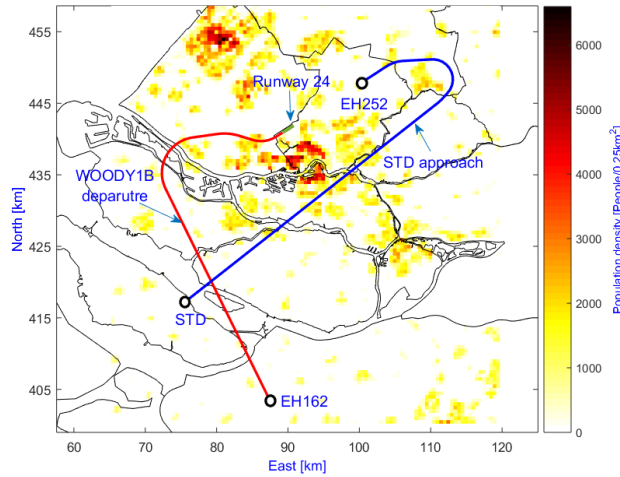 455
445
435
425
415
405
North [km]
60
70
80
90
100
110
120
East [km]
Runway 24
EH252
STD approach
WOODY1B
deparutre
STD
EH162
6000
5000
4000
3000
2000
1000
0
Population density [People/0.25km²]